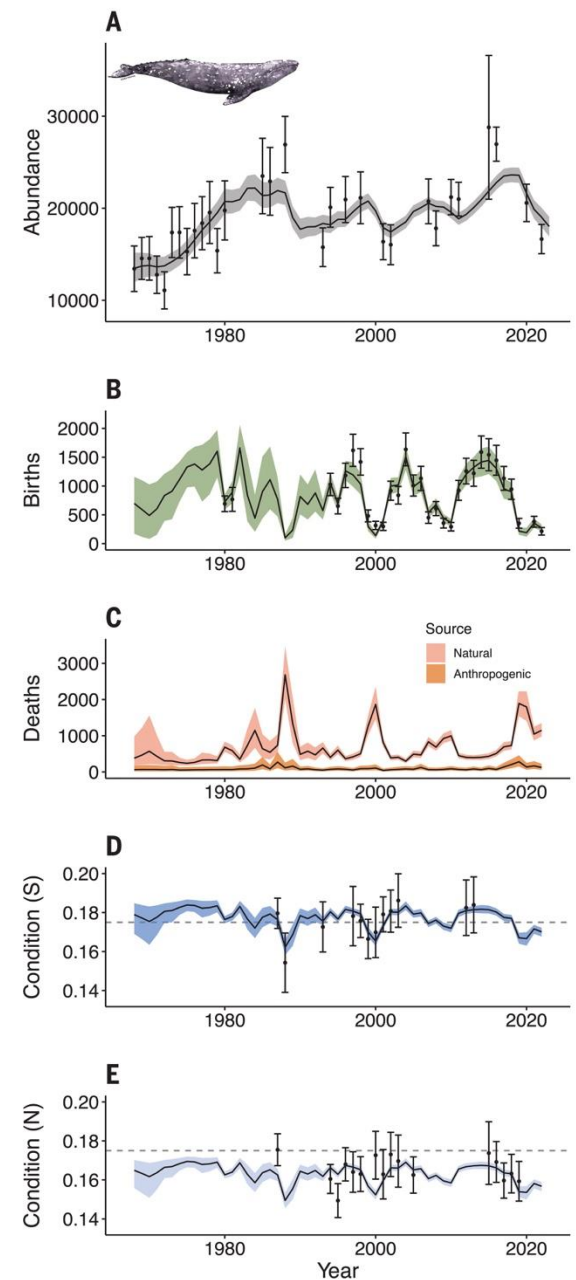 A
Abundance
30000
20000
10000
1980 2000 2020
B
Births
2000
1500
1000
500
0
1980 2000 2020
C
Deaths
Source
Natural
Anthropogenic
3000
2000
1000
0
1980 2000 2020
D
Condition (S)
0.20
0.18
0.16
0.14
1980 2000 2020
E
Condition (N)
0.20
0.18
0.16
0.14
1980 2000 2020
Year